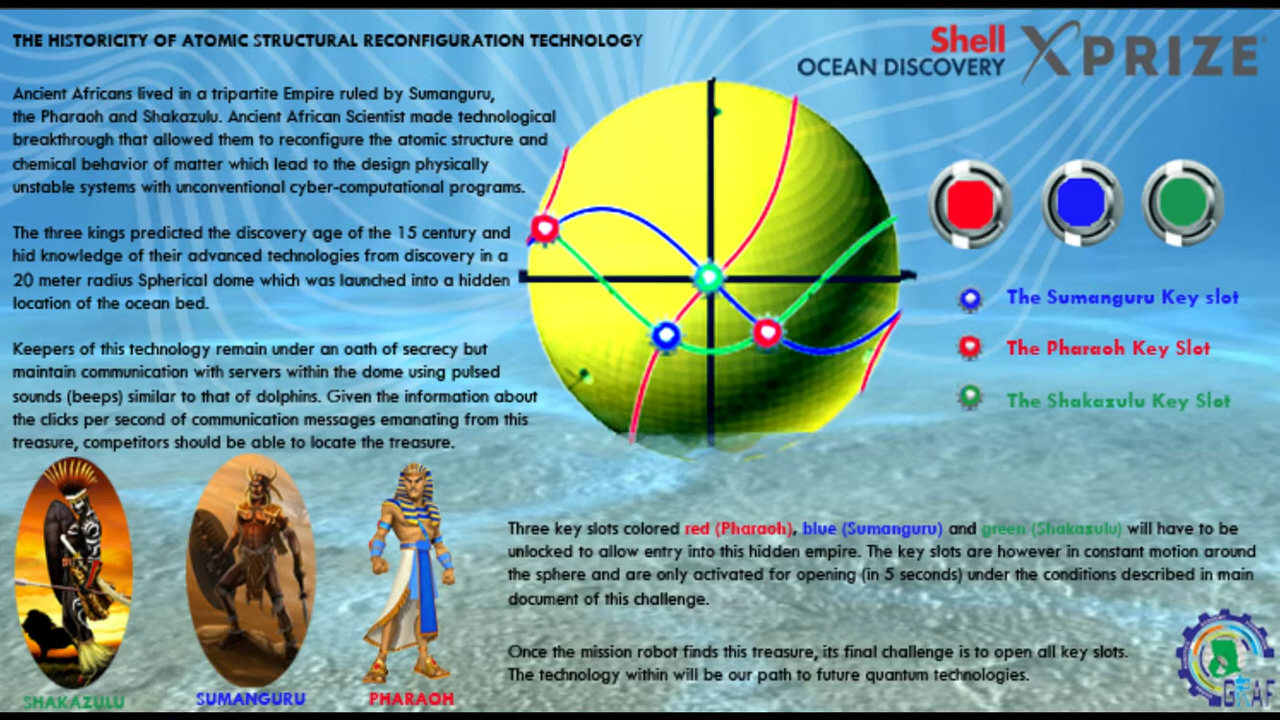 THE HISTORICITY OF ATOMIC STRUCTURAL RECONFIGURATION TECHNOLOGY
Shell
OCEAN DISCOVERY
XPRIZE
Ancient Africans lived in a tripartite Empire ruled by Sumanguru,
the Pharaoh and Shakazulu. Ancient African Scientist made technological
breakthrough that allowed them to reconfigure the atomic structure and
chemical behavior of matter which lead to the design physically
unstable systems with unconventional cyber-computational programs.
The three kings predicted the discovery age of the 15 century and
hid knowledge of their advanced technologies from discovery in a
20 meter radius Spherical dome which was launched into a hidden
location of the ocean bed.
Keepers of this technology remain under an oath of secrecy but
maintain communication with servers within the dome using pulsed
sounds (beeps) similar to that of dolphins. Given the information about
the clicks per second of communication messages emanating from this
treasure, competitors should be able to locate the treasure.
The Sumanguru Key slot
The Pharaoh Key Slot
The Shakazulu Key Slot
SHAKAZULU
SUMANGURU
PHARAOH
Three key slots colored red (Pharaoh), blue (Sumanguru) and green (Shakazulu) will have to be
unlocked to allow entry into this hidden empire. The key slots are however in constant motion around
the sphere and are only activated for opening (in 5 seconds) under the conditions described in main
document of this challenge.
Once the mission robot finds this treasure, its final challenge is to open all key slots.
The technology within will be our path to future quantum technologies.
GRAF